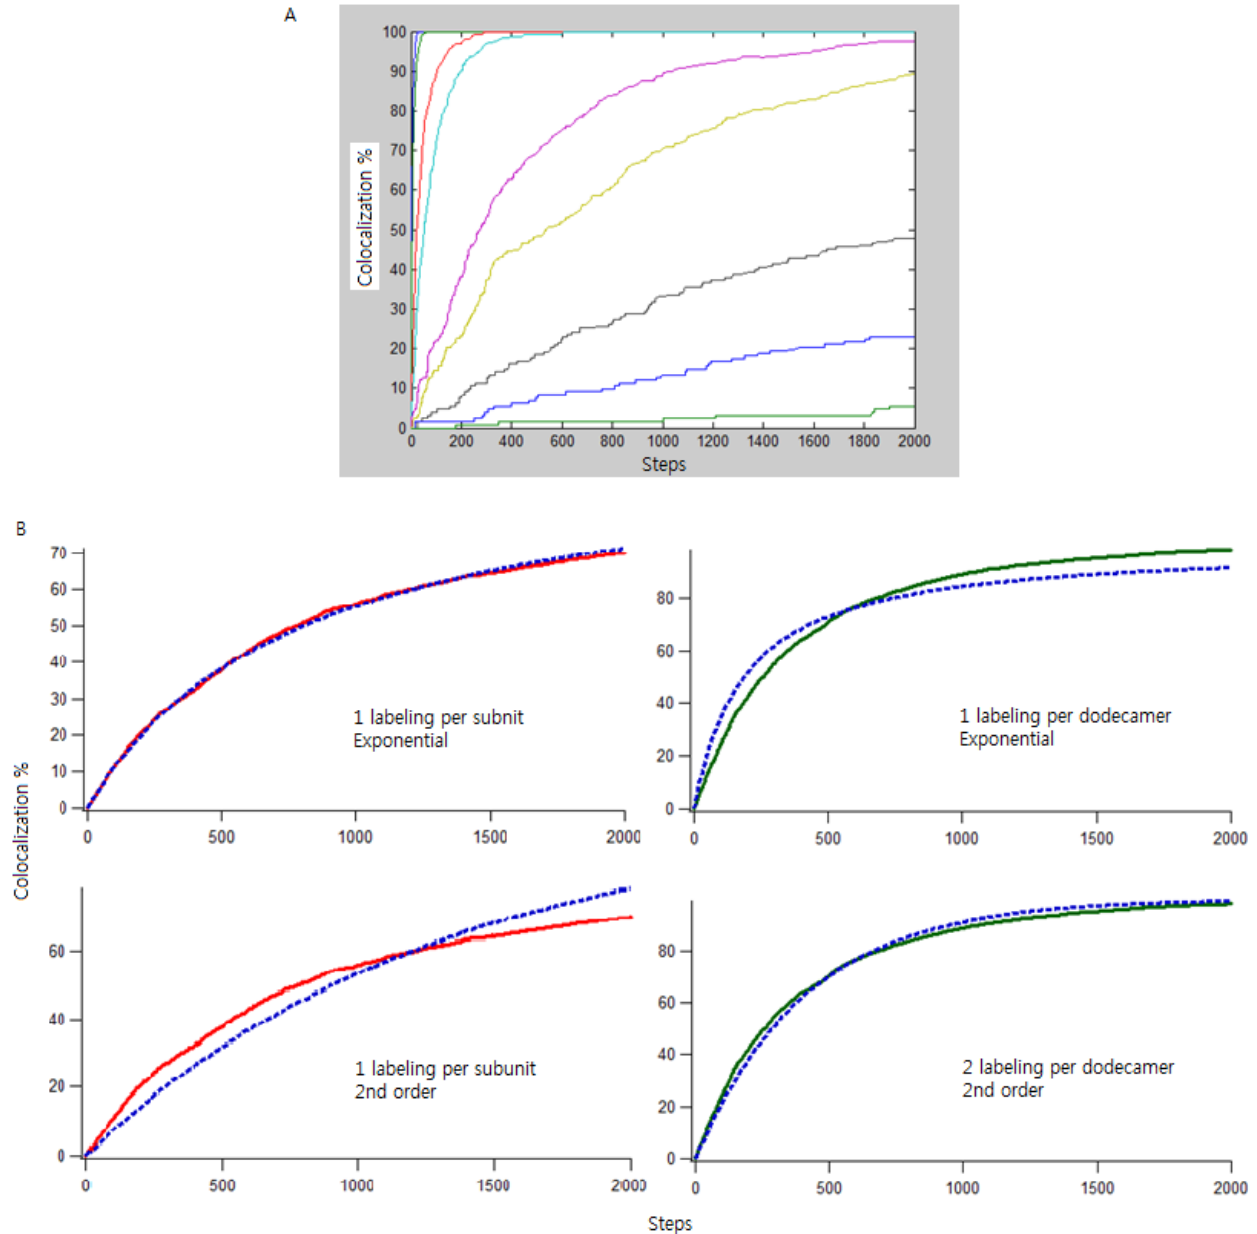 A
100
90
80
70
60
50
40
30
20
10
0
Colocalization %
0 200 400 600 800 1000 1200 1400 1600 1800 2000
Steps
B
70
60
50
40
30
20
10
0
1 labeling per subnit
Exponential
0 500 1000 1500 2000
80
60
40
20
0
1 labeling per dodecamer
Exponential
0 500 1000 1500 2000
Colocalization %
60
40
20
0
1 labeling per subunit
2nd order
0 500 1000 1500 2000
80
60
40
20
0
2 labeling per dodecamer
2nd order
0 500 1000 1500 2000
Steps